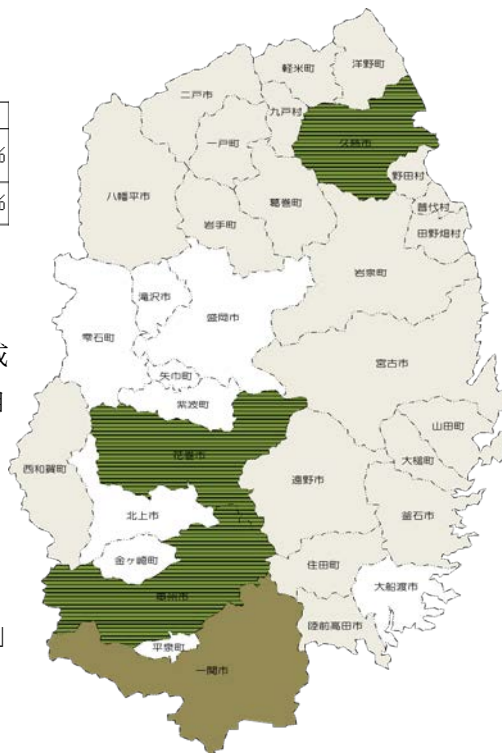 %
%
成
洋野町
軽米町
二戸市
九戸村
一戸町
久慈市
野田村
普代村
八幡平市
葛巻町
岩手町
田野畑村
岩泉町
滝沢市
盛岡市
雫石町
宮古市
矢巾町
紫波町
山田町
花巻市
大槌町
西和賀町
遠野市
北上市
釜石市
金ヶ崎町
住田町
大船渡市
奥州市
陸前高田市
平泉町
一関市